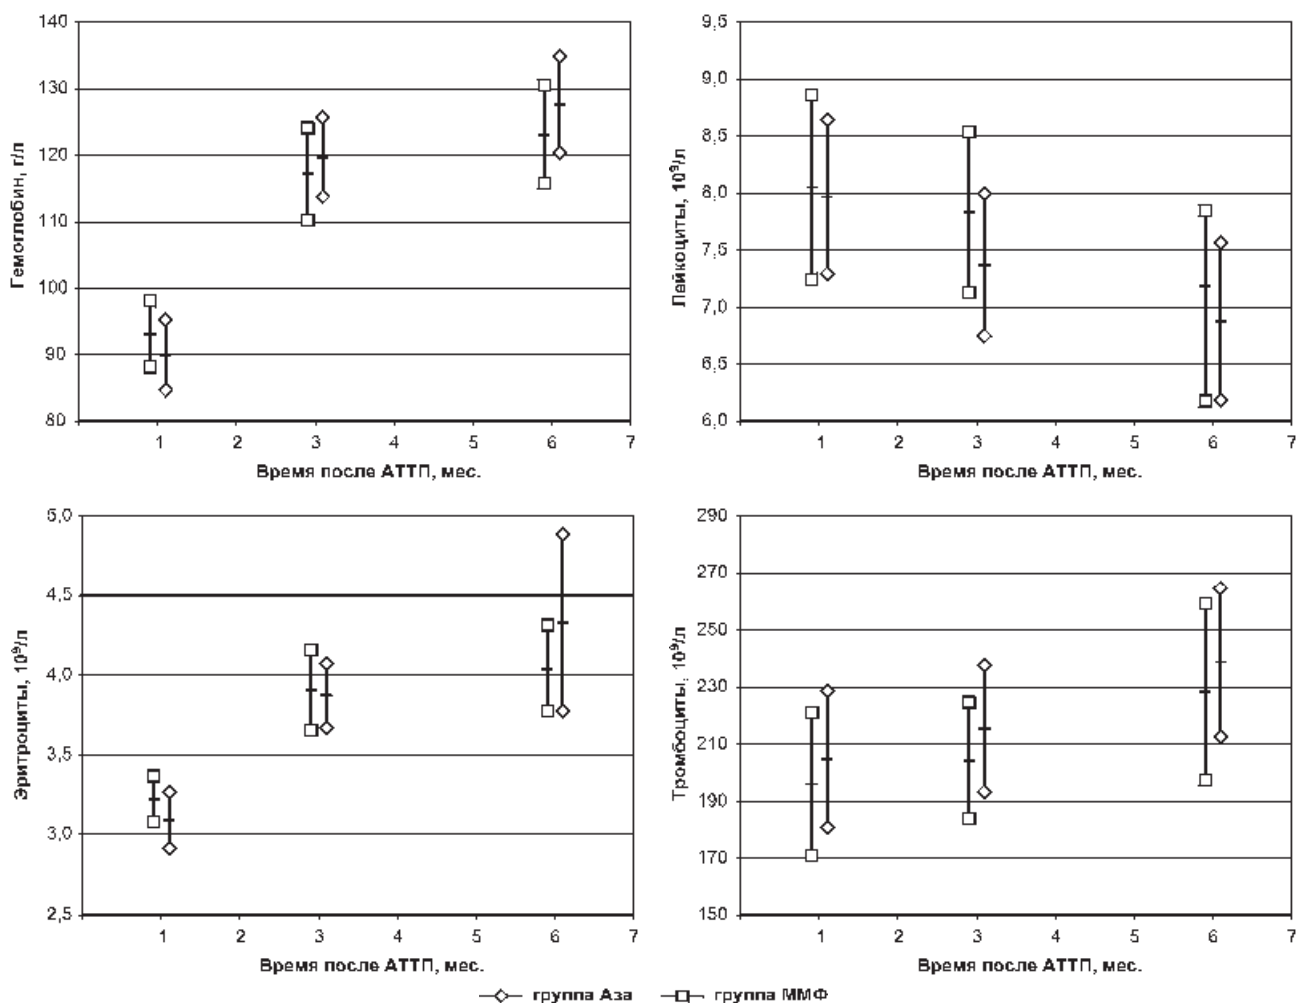 Гемоглобин, г/л
140
130
120
110
100
90
80
1 2 3 4 5 6 7
Время после АТТП, мес.
Лейкоциты, 10⁹/л
9,5
9,0
8,5
8,0
7,5
7,0
6,5
6,0
1 2 3 4 5 6 7
Время после АТТП, мес.
Эритроциты, 10⁹/л
5,0
4,5
4,0
3,5
3,0
2,5
1 2 3 4 5 6 7
Время после АТТП, мес.
Тромбоциты, 10⁹/л
290
270
250
230
210
190
170
150
1 2 3 4 5 6 7
Время после АТТП, мес.
группа Аза группа ММФ